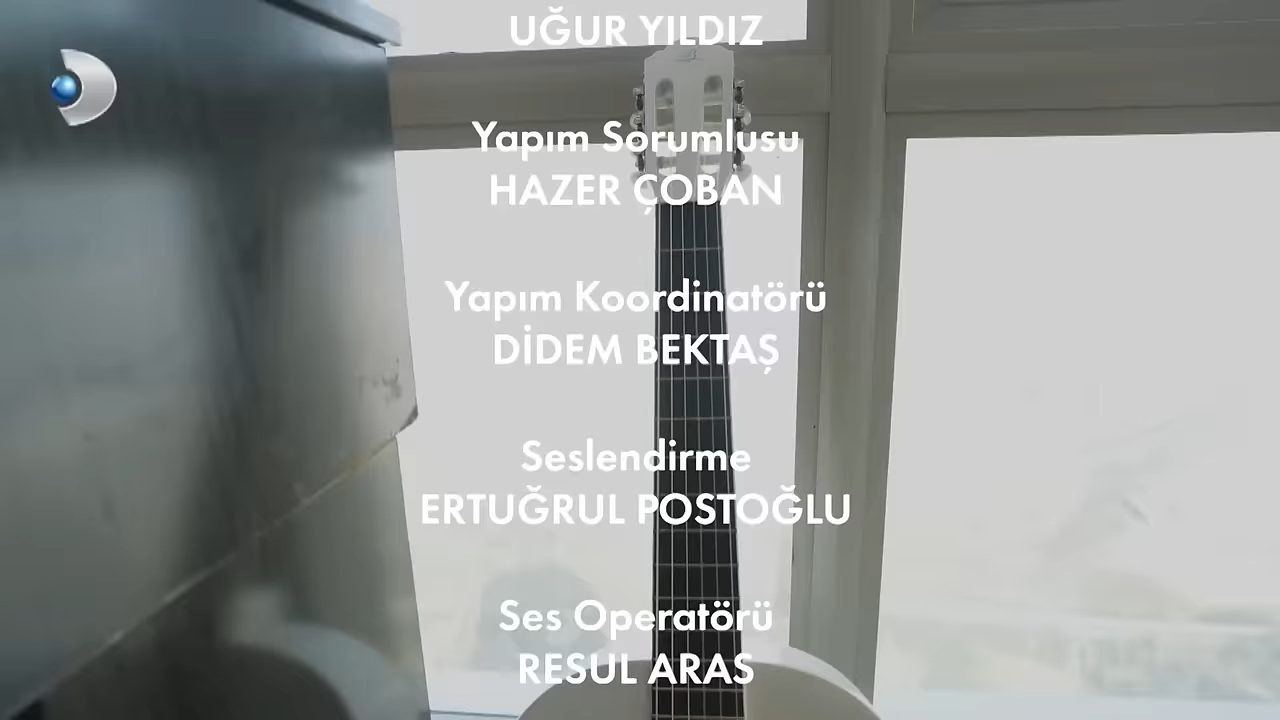 UĞUR YILDIZ
Yapım Sorumlusu
HAZER ÇOBAN
Yapım Koordinatörü
DİDEM BEKTAŞ
Seslendirme
ERTUĞRUL POSTOĞLU
Ses Operatörü
RESUL ARAS